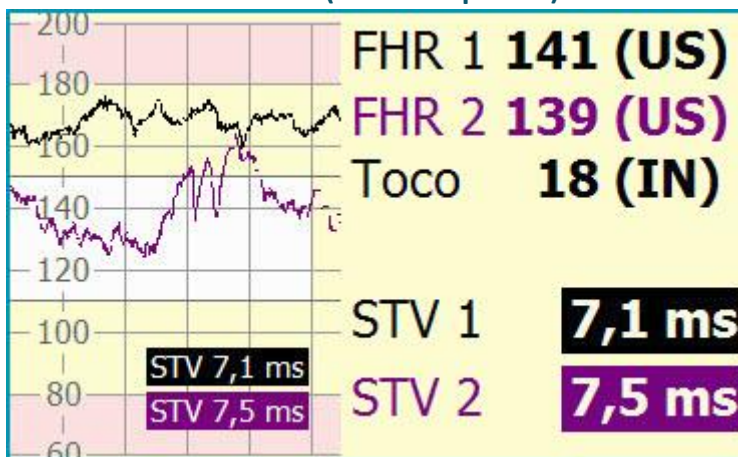 200
180
160
140
120
100
80
60
STV 7,1 ms
STV 7,5 ms
FHR 1 141 (US)
FHR 2 139 (US)
Toco 18 (IN)
STV 1 7,1 ms
STV 2 7,5 ms